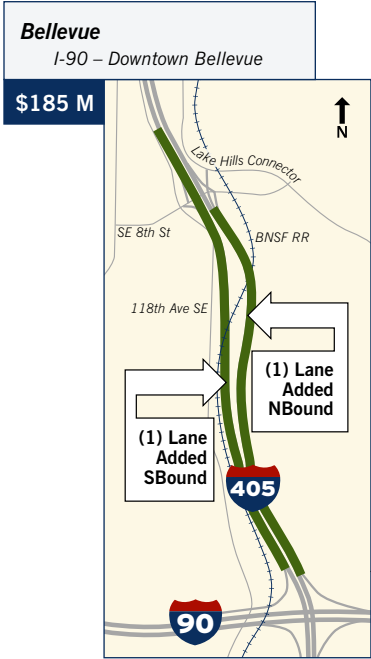 Bellevue
I-90 – Downtown Bellevue
$185 M
N
Lake Hills Connector
SE 8th St
BNSF RR
118th Ave SE
(1) Lane
Added
NBound
(1) Lane
Added
SBound
405
90